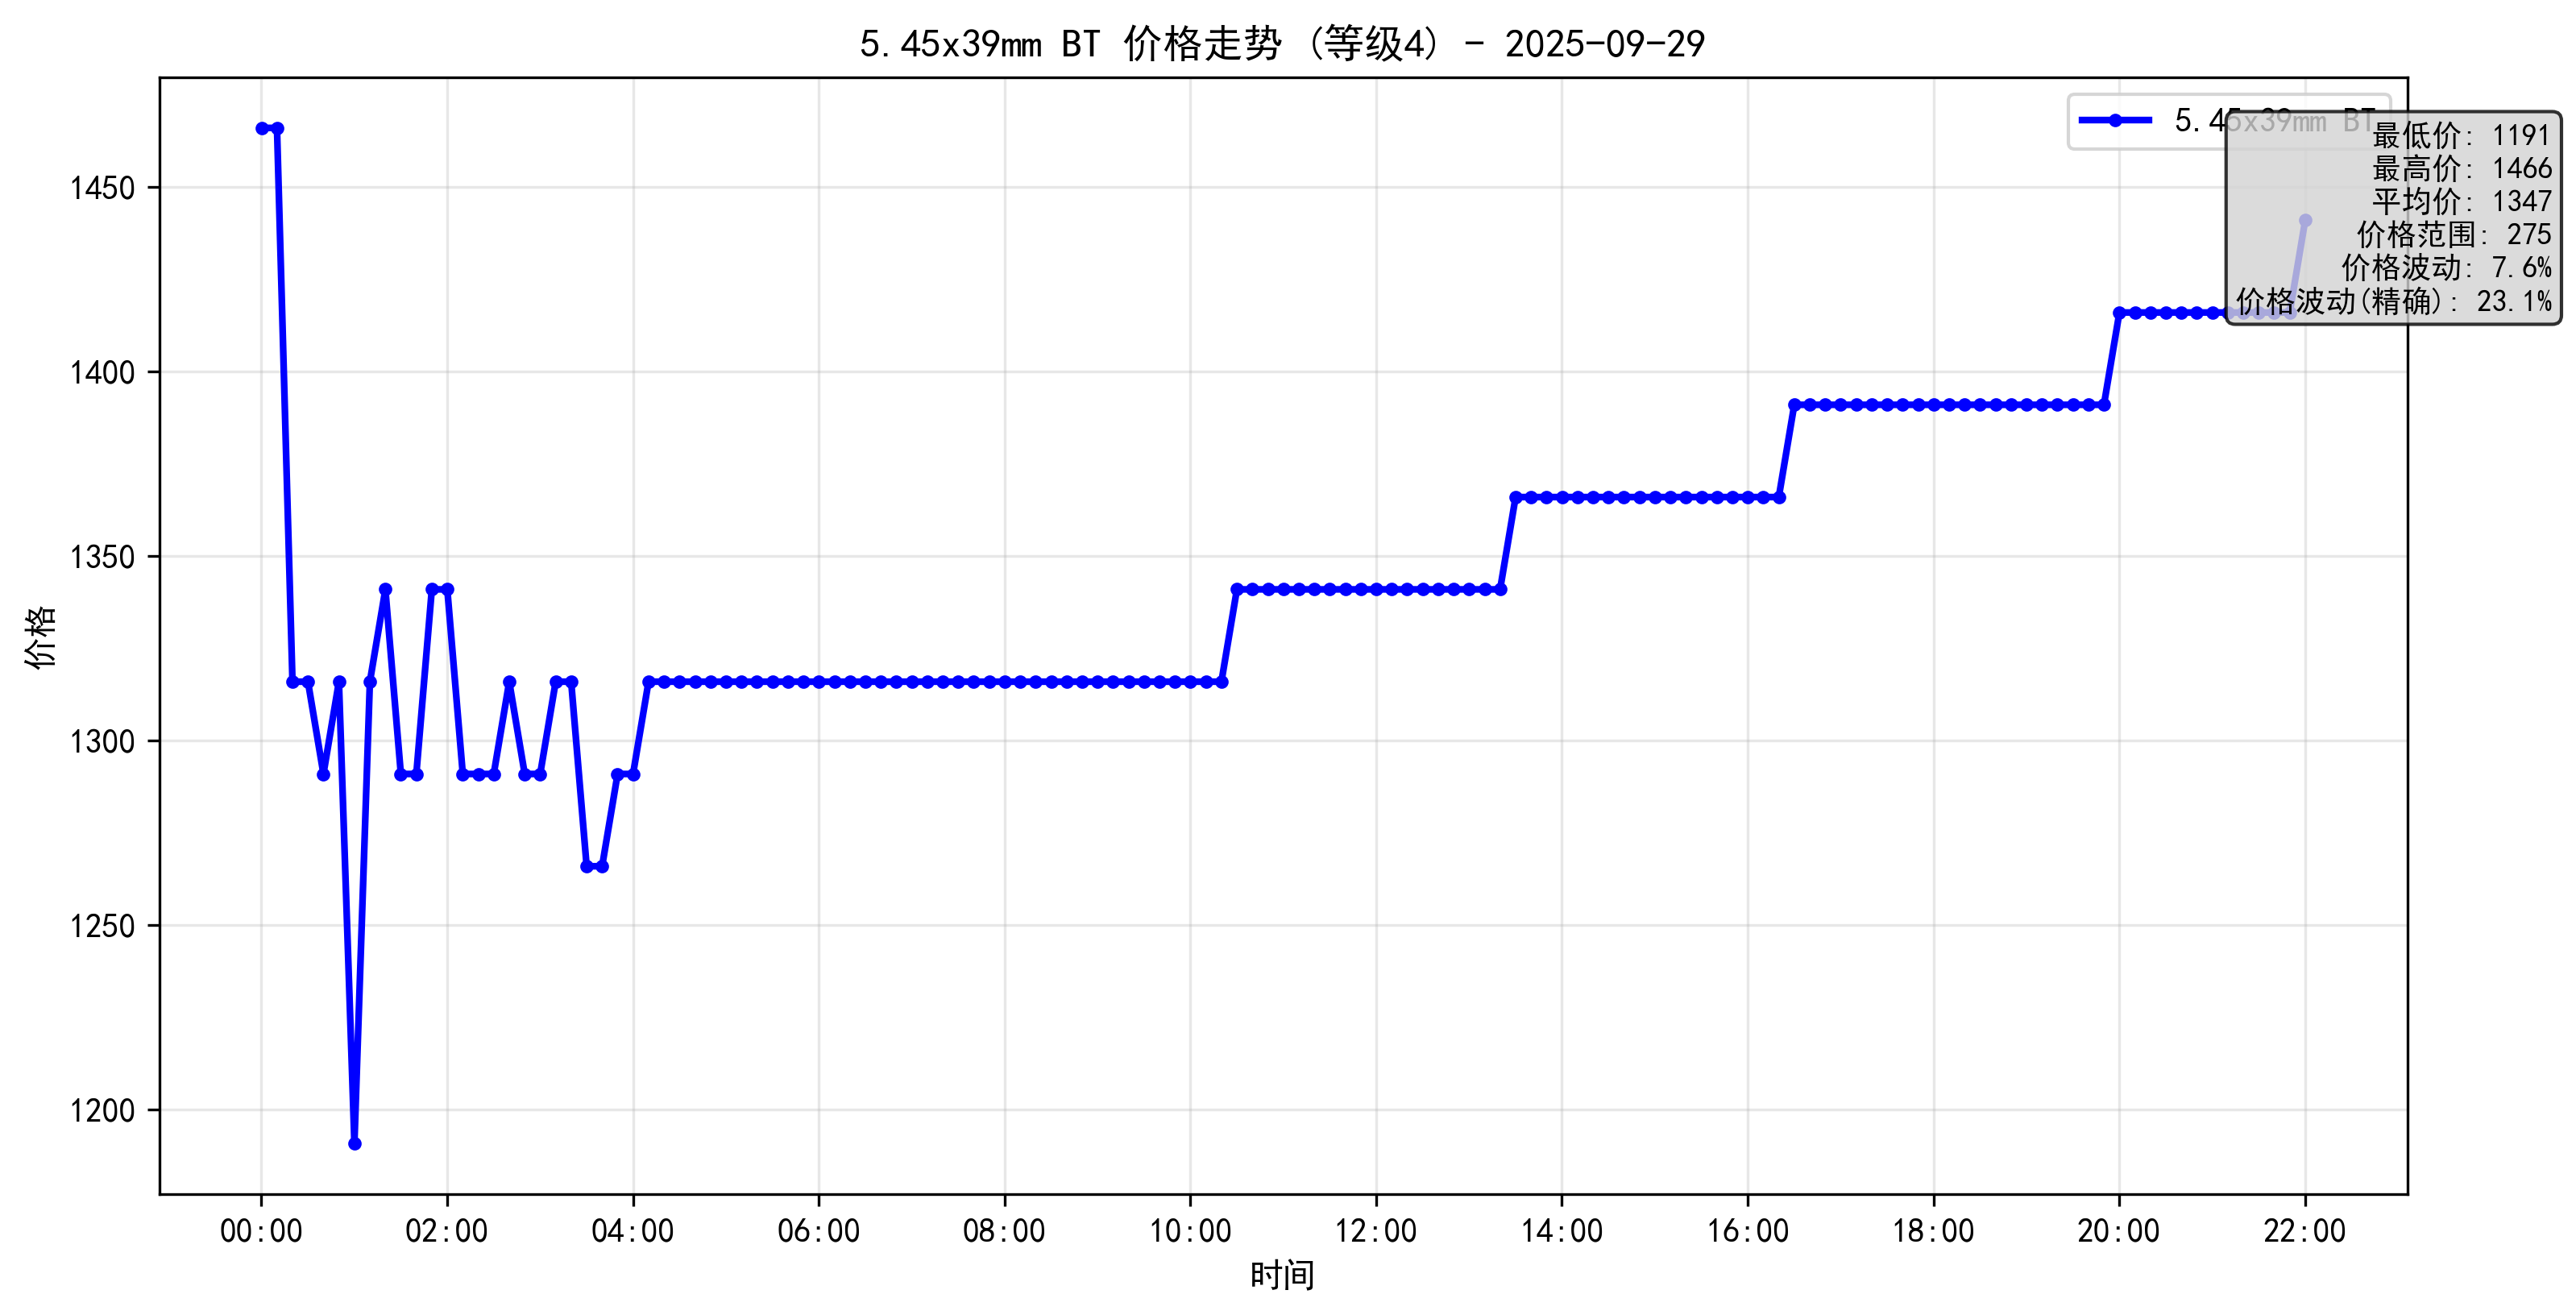 5.45x39mm BT 价格走势 (等级4) - 2025-09-29
5.45x39mm BT
最低价: 1191
最高价: 1466
平均价: 1347
价格范围: 275
价格波动: 7.6%
价格波动(精确): 23.1%
价格
1450
1400
1350
1300
1250
1200
00:00 02:00 04:00 06:00 08:00 10:00 12:00 14:00 16:00 18:00 20:00 22:00
时间